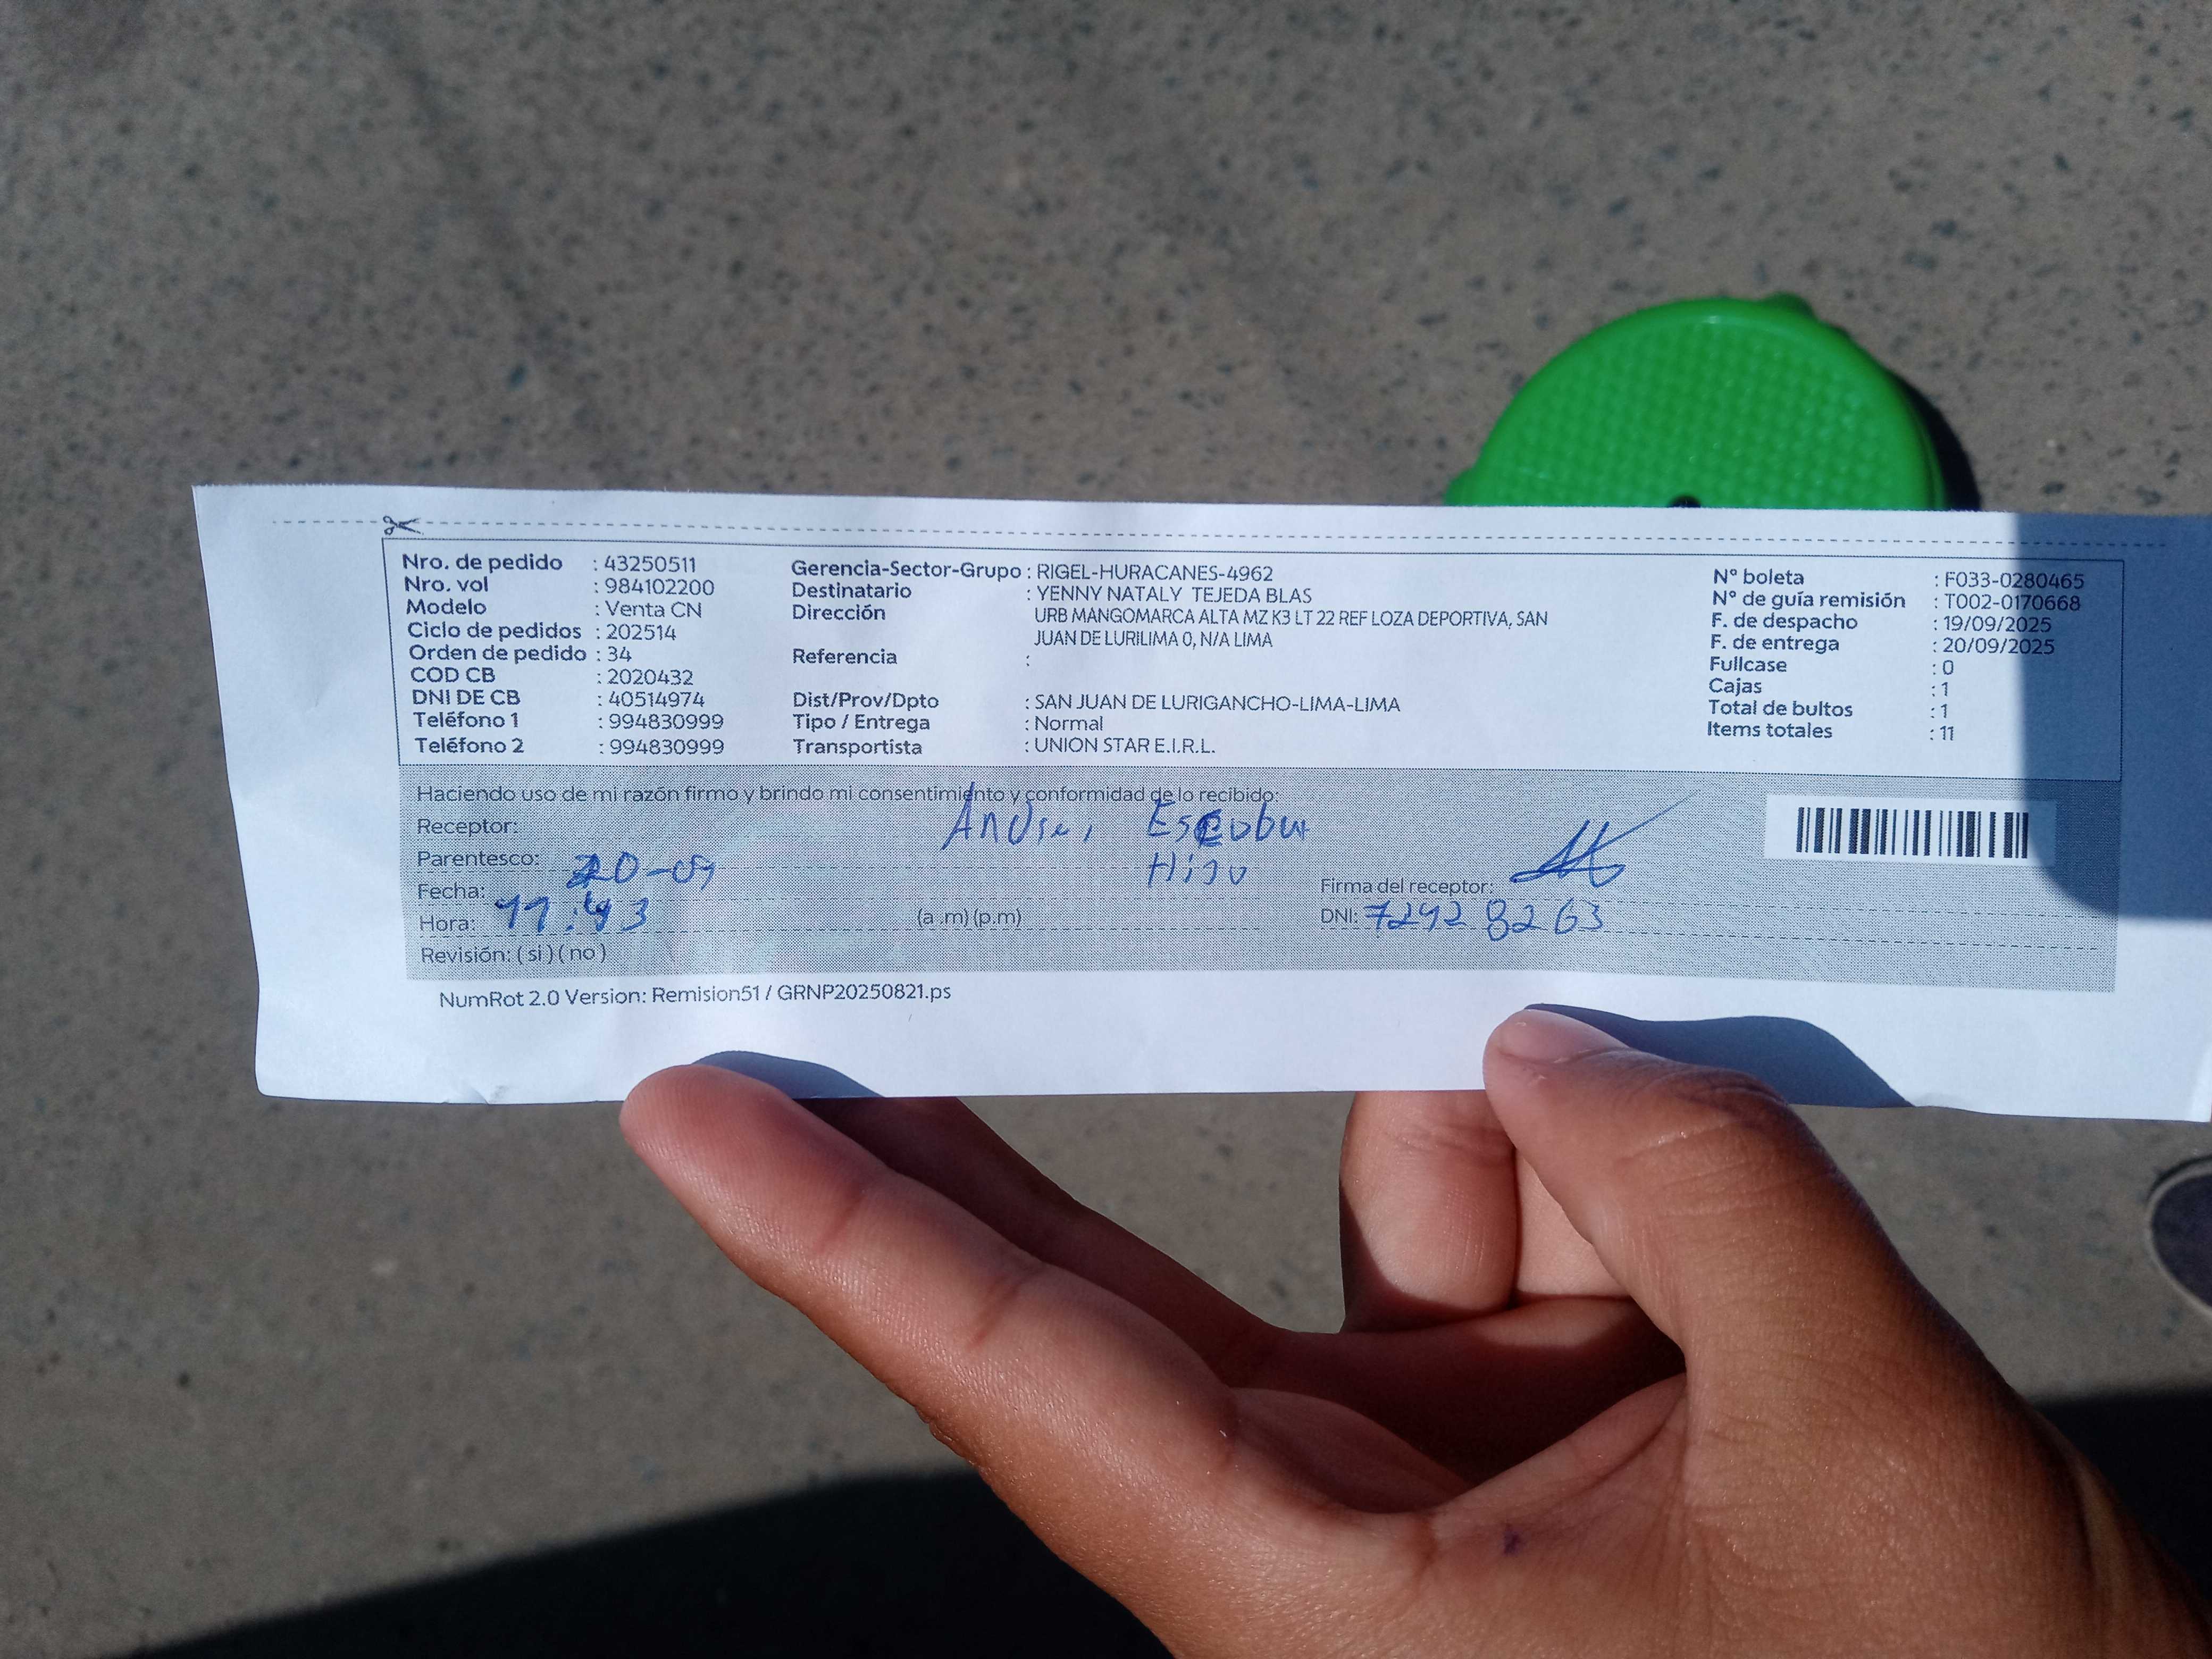 Nro. de pedido : 43250511
Nro. vol : 984102200
Modelo : Venta CN
Ciclo de pedidos : 202514
Orden de pedido : 34
COD CB : 2020432
DNI DE CB : 40514974
Teléfono 1 : 994830999
Teléfono 2 : 994830999
Gerencia-Sector-Grupo : RIGEL-HURACANES-4962
Destinatario : YENNY NATALY TEJEDA BLAS
Dirección URB MANGOMARCA ALTA MZ K3 LT 22 REF LOZA DEPORTIVA, SAN
JUAN DE LURILIMA 0, N/A LIMA
Referencia :
Dist/Prov/Dpto : SAN JUAN DE LURIGANCHO-LIMA-LIMA
Tipo / Entrega : Normal
Transportista : UNION STAR E.I.R.L.
N° boleta : F033-0280465
N° de guía remisión : T002-0170668
F. de despacho : 19/09/2025
F. de entrega : 20/09/2025
Fullcase : 0
Cajas : 1
Total de bultos : 1
Items totales : 11
Haciendo uso de mi razón firmo y brindo mi consentimiento y conformidad de lo recibido:
Receptor: Escobar
Parentesco: Hijo
Fecha: 20-09
Hora: 11:43 (a .m) (p.m)
Revisión: ( si ) ( no )
Firma del receptor:
DNI: 72928263
NumRot 2.0 Version: Remision51 / GRNP20250821.ps